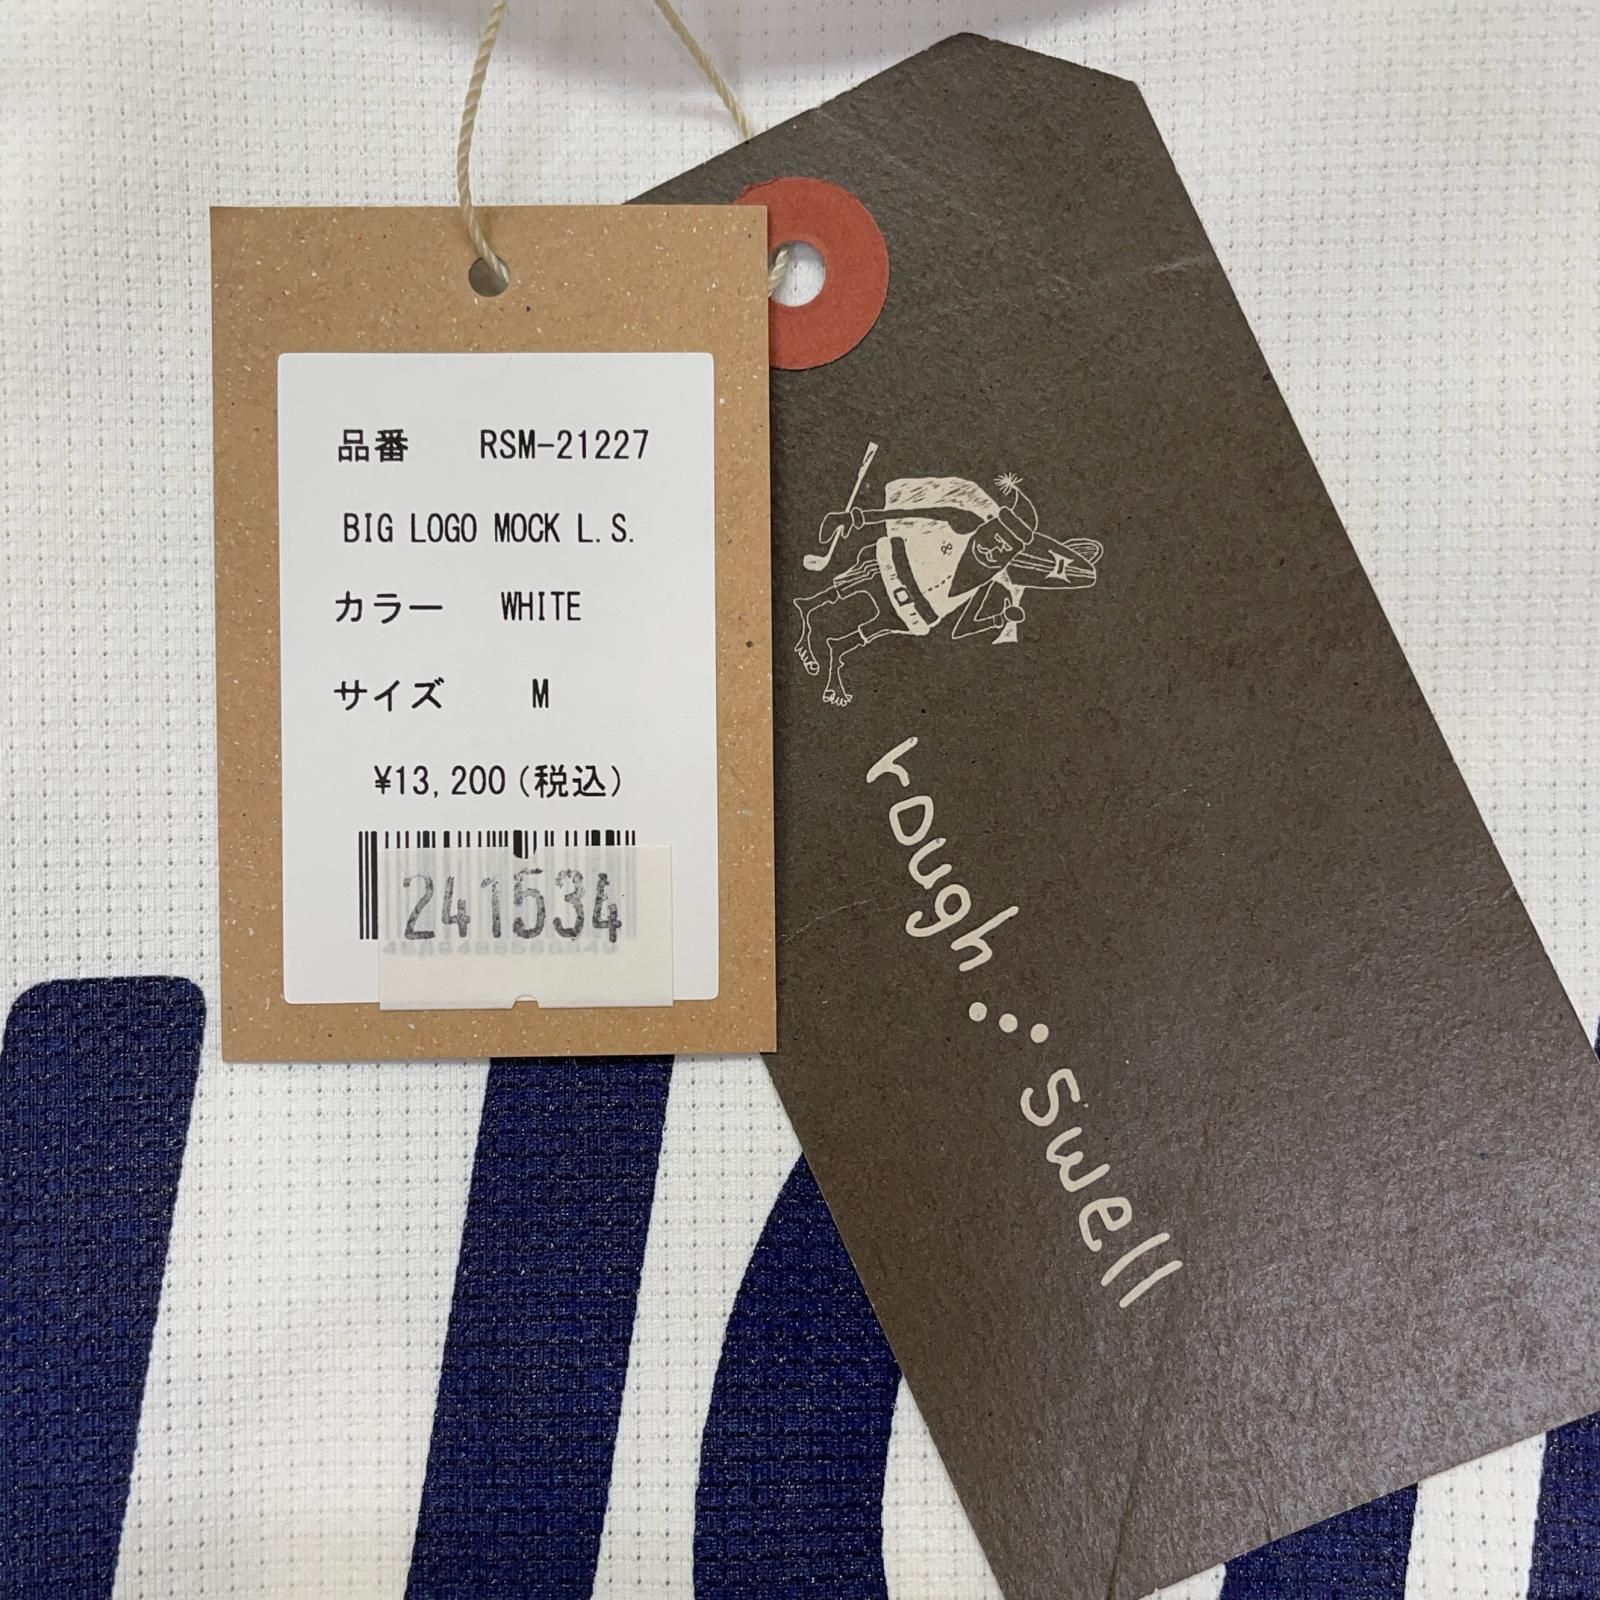 品番 RSM-21227
BIG LOGO MOCK L.S.
カラー WHITE
サイズ M
¥13,200(税込)
241534
rough...swell